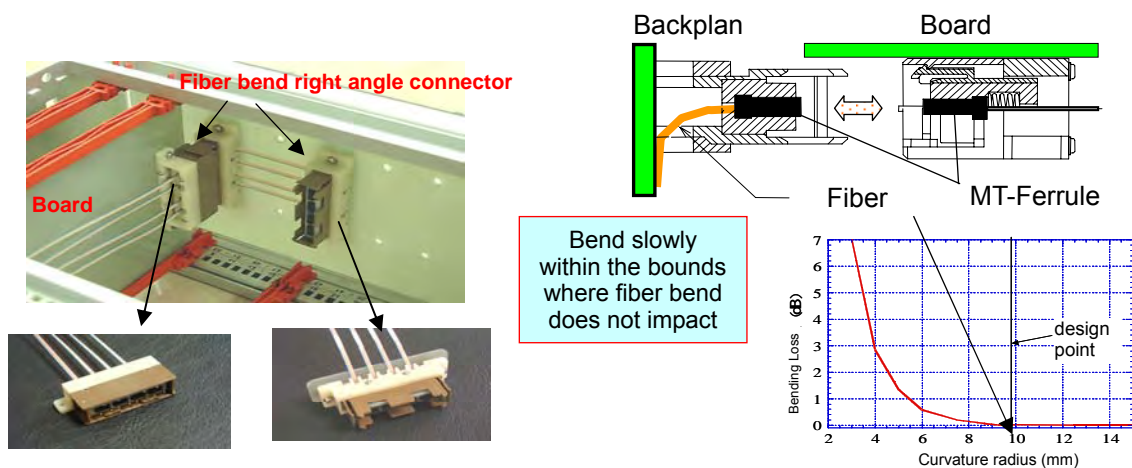 Fiber bend right angle connector
Board
Backplan
Board
Fiber
MT-Ferrule
Bend slowly
within the bounds
where fiber bend
does not impact
Bending Loss (dB)
7
6
5
4
3
2
1
0
design
point
2 4 6 8 10 12 14
Curvature radius (mm)